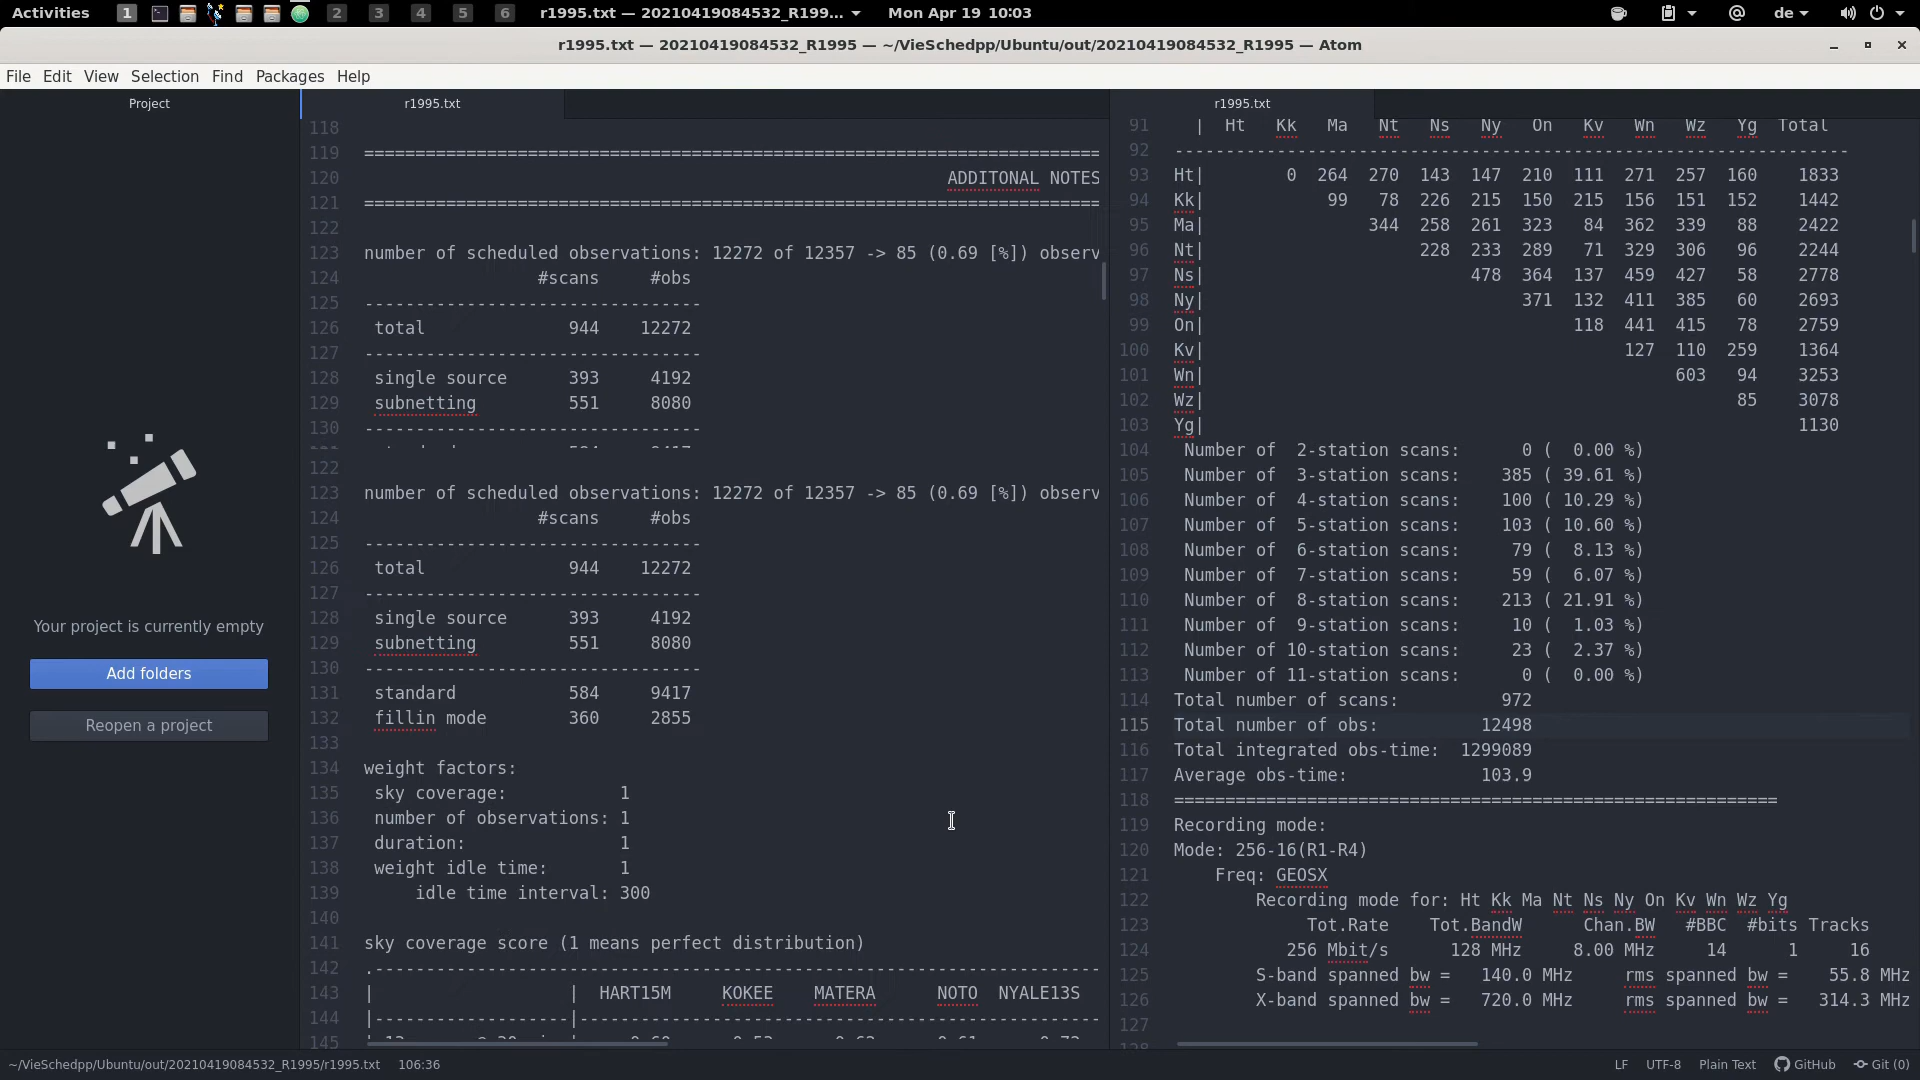 Activities 1 2 3 4 5 6 r1995.txt — 20210419084532_R199... Mon Apr 19 10:03 de
r1995.txt — 20210419084532_R1995 — ~/VieSchedpp/Ubuntu/out/20210419084532_R1995 — Atom
File Edit View Selection Find Packages Help
Project
Your project is currently empty
Add folders
Reopen a project
r1995.txt
118
119 ========================================================================
120 ADDITONAL NOTES
121 ========================================================================
122
123 number of scheduled observations: 12272 of 12357 -> 85 (0.69 [%]) observ
124 #scans #obs
125 ---------------------------------
126 total 944 12272
127 ---------------------------------
128 single source 393 4192
129 subnetting 551 8080
130 ---------------------------------
122
123 number of scheduled observations: 12272 of 12357 -> 85 (0.69 [%]) observ
124 #scans #obs
125 ---------------------------------
126 total 944 12272
127 ---------------------------------
128 single source 393 4192
129 subnetting 551 8080
130 ---------------------------------
131 standard 584 9417
132 fillin mode 360 2855
133
134 weight factors:
135 sky coverage: 1
136 number of observations: 1
137 duration: 1
138 weight idle time: 1
139 idle time interval: 300
140
141 sky coverage score (1 means perfect distribution)
142 .-----------------------------------------------------------------------
143 | | HART15M KOKEE MATERA NOTO NYALE13S
144 |-------------------|---------------------------------------------------
145
r1995.txt
91 | Ht Kk Ma Nt Ns Ny On Kv Wn Wz Yg Total
92 ------------------------------------------------------------------
93 Ht| 0 264 270 143 147 210 111 271 257 160 1833
94 Kk| 99 78 226 215 150 215 156 151 152 1442
95 Ma| 344 258 261 323 84 362 339 88 2422
96 Nt| 228 233 289 71 329 306 96 2244
97 Ns| 478 364 137 459 427 58 2778
98 Ny| 371 132 411 385 60 2693
99 On| 118 441 415 78 2759
100 Kv| 127 110 259 1364
101 Wn| 603 94 3253
102 Wz| 85 3078
103 Yg| 1130
104 Number of 2-station scans: 0 ( 0.00 %)
105 Number of 3-station scans: 385 ( 39.61 %)
106 Number of 4-station scans: 100 ( 10.29 %)
107 Number of 5-station scans: 103 ( 10.60 %)
108 Number of 6-station scans: 79 ( 8.13 %)
109 Number of 7-station scans: 59 ( 6.07 %)
110 Number of 8-station scans: 213 ( 21.91 %)
111 Number of 9-station scans: 10 ( 1.03 %)
112 Number of 10-station scans: 23 ( 2.37 %)
113 Number of 11-station scans: 0 ( 0.00 %)
114 Total number of scans: 972
115 Total number of obs: 12498
116 Total integrated obs-time: 1299089
117 Average obs-time: 103.9
118 ===========================================================
119 Recording mode:
120 Mode: 256-16(R1-R4)
121 Freq: GEOSX
122 Recording mode for: Ht Kk Ma Nt Ns Ny On Kv Wn Wz Yg
123 Tot.Rate Tot.BandW Chan.BW #BBC #bits Tracks
124 256 Mbit/s 128 MHz 8.00 MHz 14 1 16
125 S-band spanned bw = 140.0 MHz rms spanned bw = 55.8 MHz
126 X-band spanned bw = 720.0 MHz rms spanned bw = 314.3 MHz
127
~/VieSchedpp/Ubuntu/out/20210419084532_R1995/r1995.txt 106:36 LF UTF-8 Plain Text GitHub Git (0)